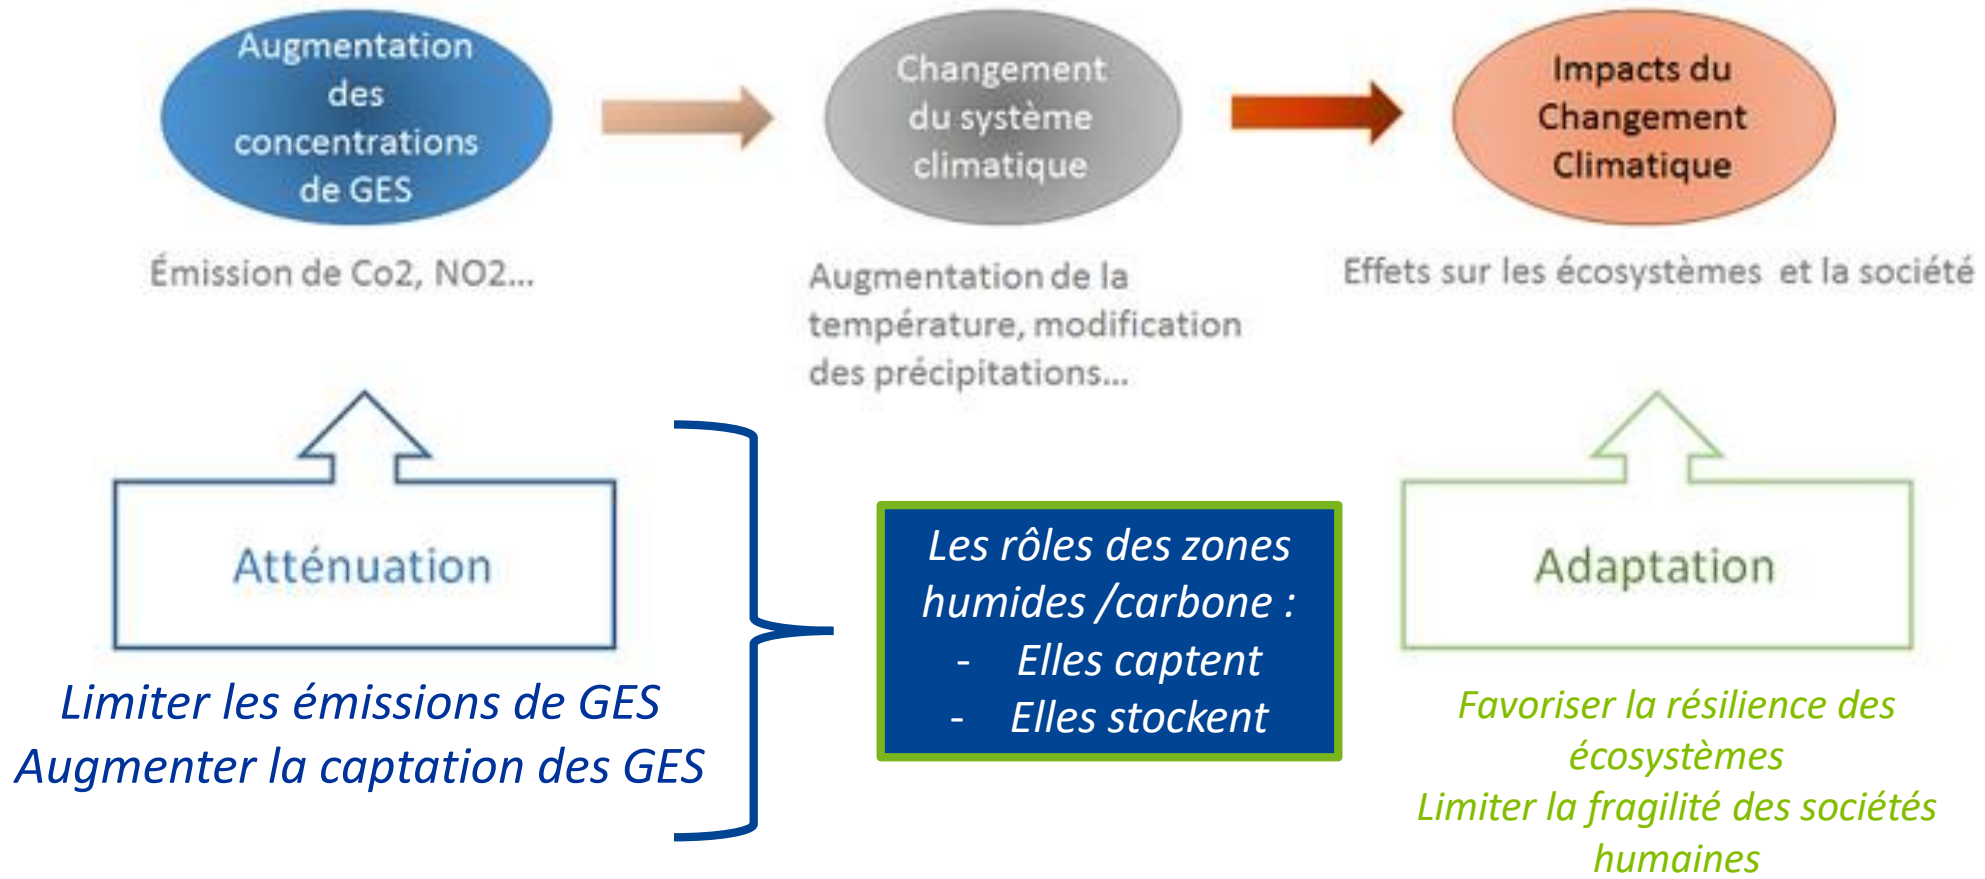 Augmentation
des
concentrations
de GES
Changement
du système
climatique
Impacts du
Changement
Climatique
Émission de Co2, NO2...
Augmentation de la
température, modification
des précipitations...
Effets sur les écosystèmes et la société
Atténuation
Limiter les émissions de GES
Augmenter la captation des GES
Les rôles des zones
humides /carbone :
- Elles captent
- Elles stockent
Adaptation
Favoriser la résilience des
écosystèmes
Limiter la fragilité des sociétés
humaines